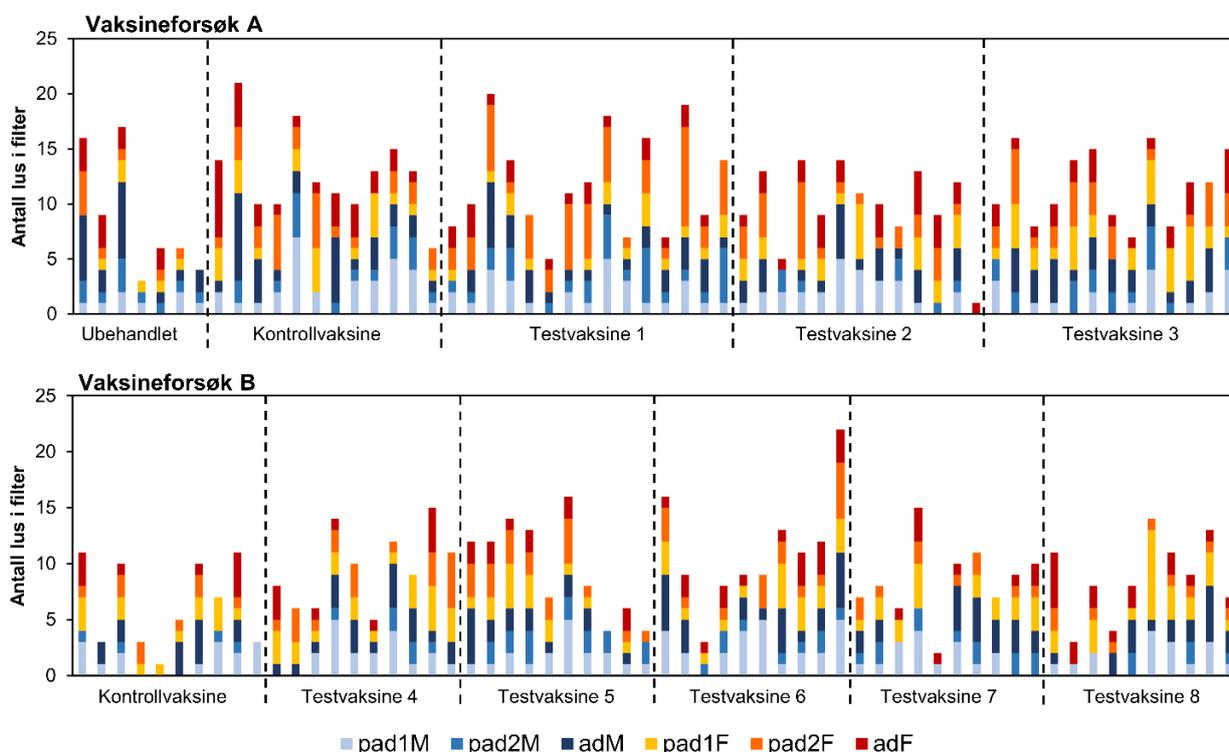 Vaksineforsøk A
25
20
15
10
5
0
Antall lus i filter
Ubehandlet Kontrollvaksine Testvaksine 1 Testvaksine 2 Testvaksine 3
Vaksineforsøk B
25
20
15
10
5
0
Antall lus i filter
Kontrollvaksine Testvaksine 4 Testvaksine 5 Testvaksine 6 Testvaksine 7 Testvaksine 8
pad1M pad2M adM pad1F pad2F adF